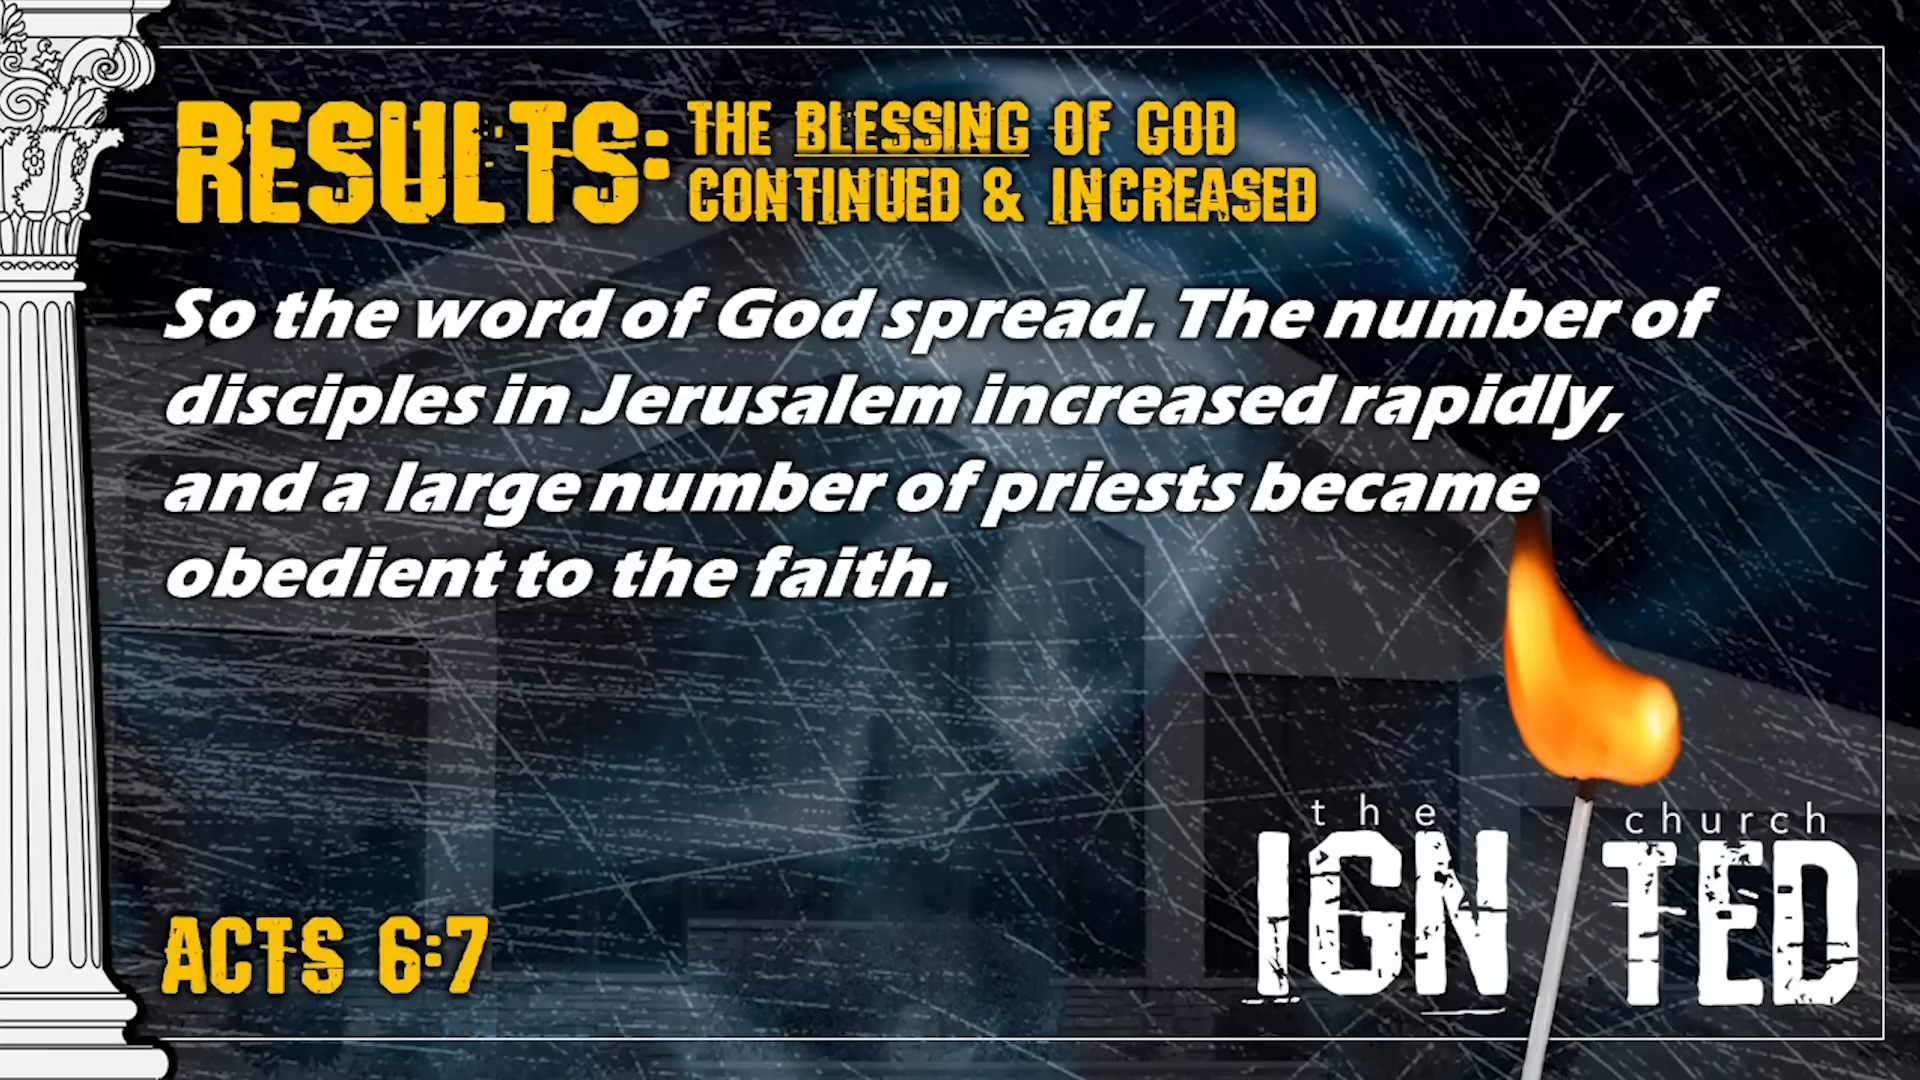 RESULTS: THE BLESSING OF GOD
CONTINUED & INCREASED
So the word of God spread. The number of
disciples in Jerusalem increased rapidly,
and a large number of priests became
obedient to the faith.
ACTS 6:7
the church
IGNITED